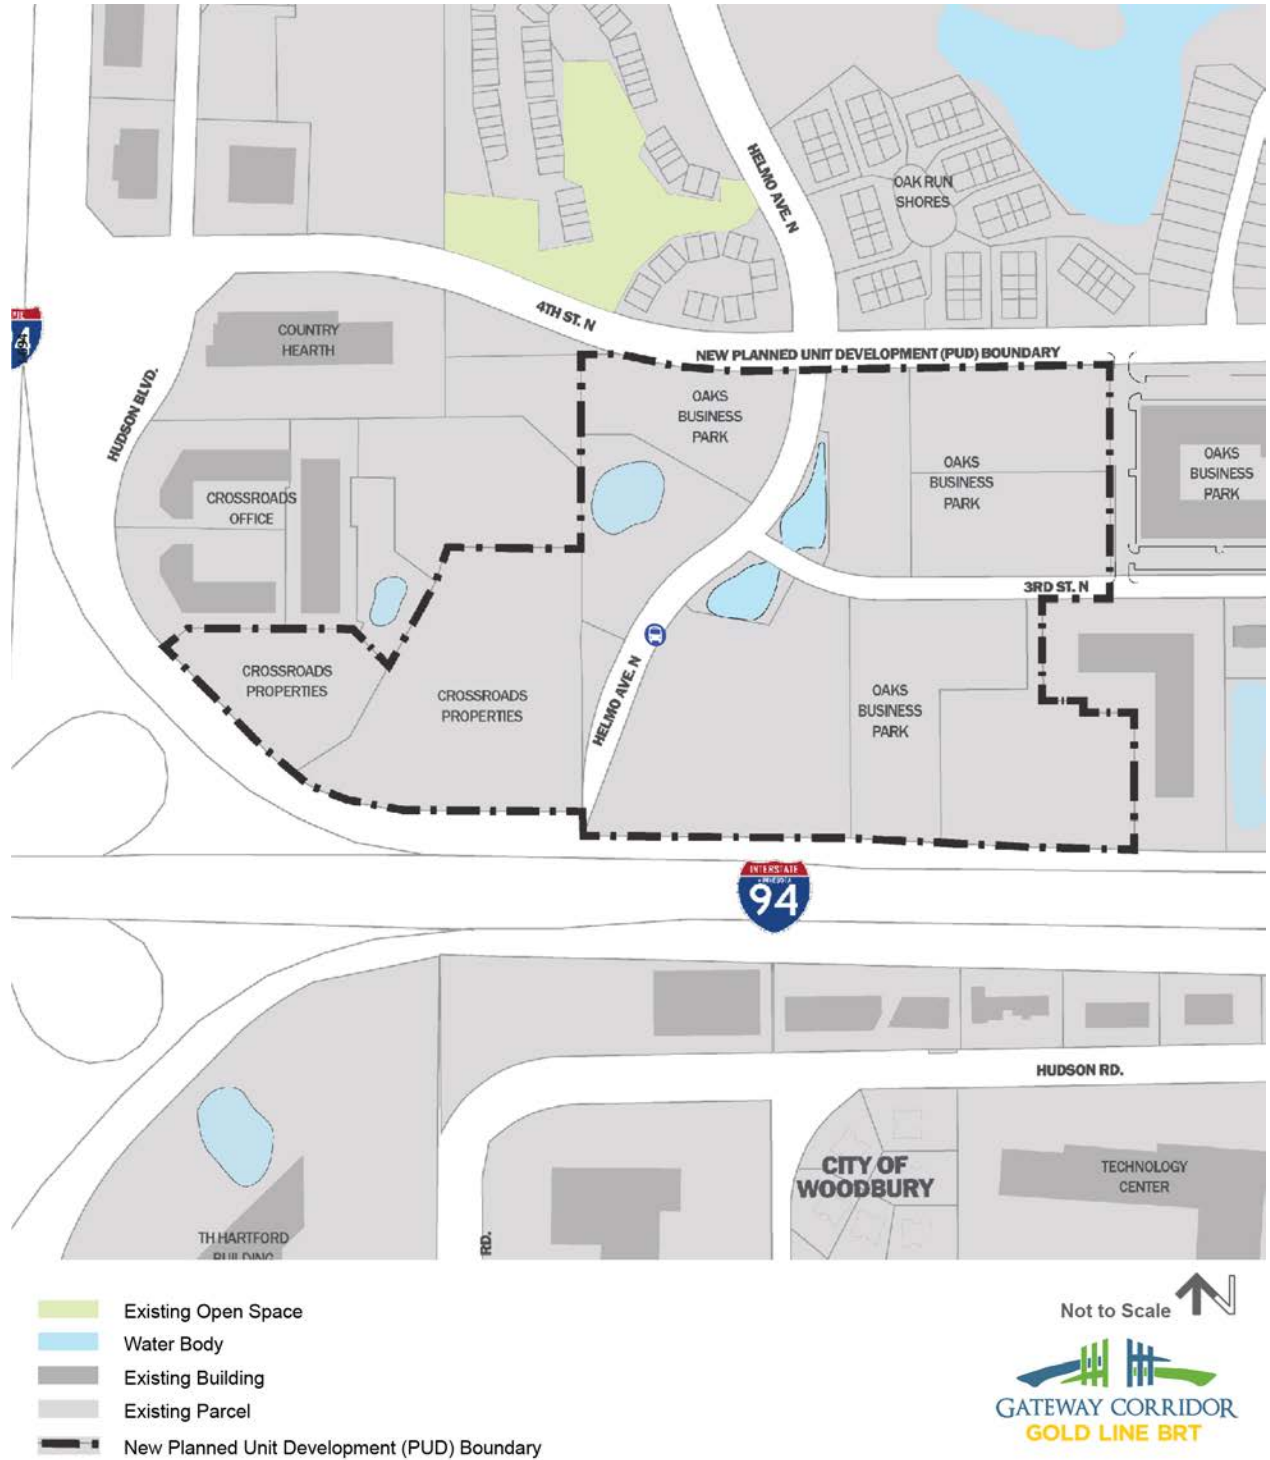 HELMO AVE. N
OAK RUN
SHORES
4TH ST. N
COUNTRY
HEARTH
NEW PLANNED UNIT DEVELOPMENT (PUD) BOUNDARY
HUDSON BLVD.
OAKS
BUSINESS
PARK
OAKS
BUSINESS
PARK
OAKS
BUSINESS
PARK
CROSSROADS
OFFICE
3RD ST. N
CROSSROADS
PROPERTIES
CROSSROADS
PROPERTIES
HELMO AVE. N
OAKS
BUSINESS
PARK
INTERSTATE
94
HUDSON RD.
CITY OF
WOODBURY
TECHNOLOGY
CENTER
TH HARTFORD
BUILDING
RD.
Existing Open Space
Water Body
Existing Building
Existing Parcel
New Planned Unit Development (PUD) Boundary
Not to Scale
N
GATEWAY CORRIDOR
GOLD LINE BRT